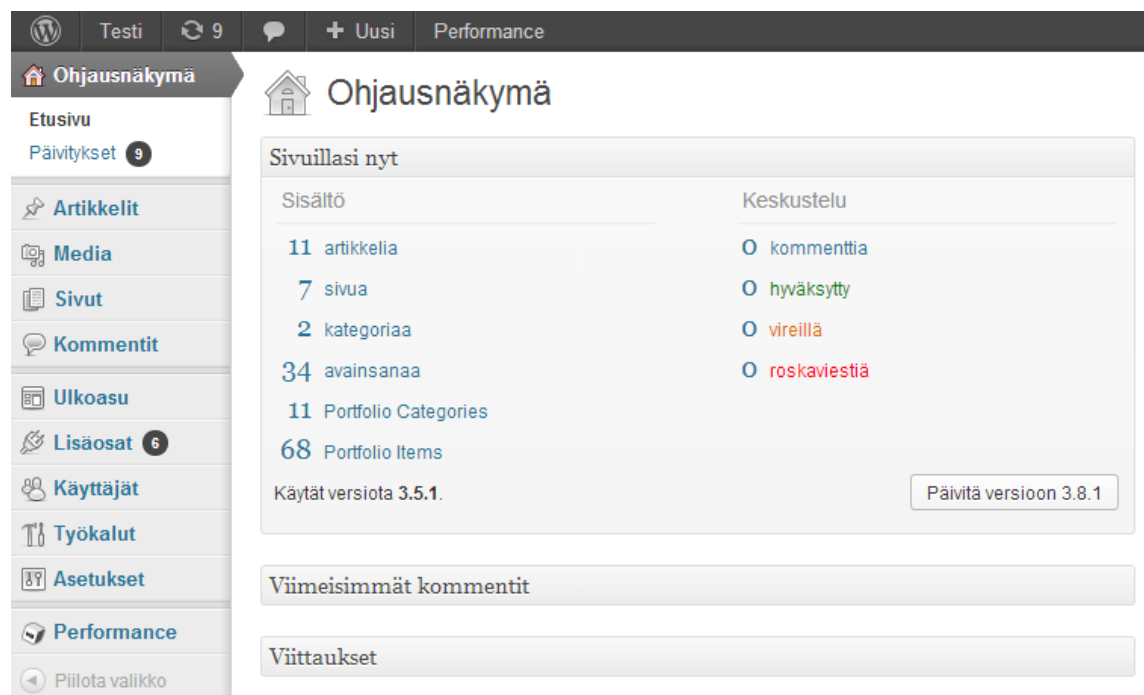 Testi 9 + Uusi Performance
Ohjausnäkymä
Etusivu
Päivitykset 9
Artikkelit
Media
Sivut
Kommentit
Ulkoasu
Lisäosat 6
Käyttäjät
Työkalut
Asetukset
Performance
Piilota valikko
Ohjausnäkymä
Sivuillasi nyt
Sisältö
11 artikkelia
7 sivua
2 kategoriaa
34 avainsanaa
11 Portfolio Categories
68 Portfolio Items
Keskustelu
0 kommenttia
0 hyväksytty
0 vireillä
0 roskaviestiä
Käytät versiota 3.5.1.
Päivitä versioon 3.8.1
Viimeisimmät kommentit
Viittaukset